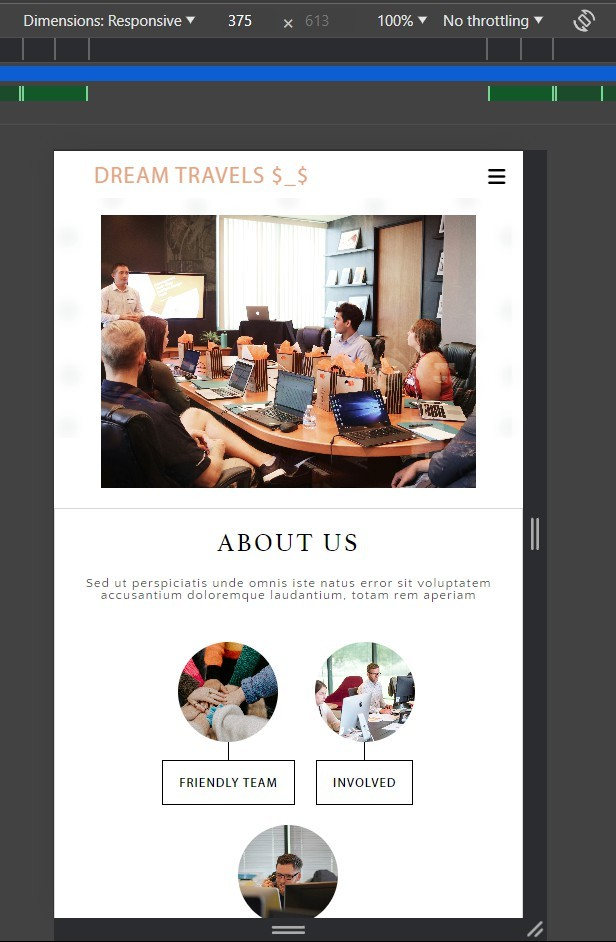 Dimensions: Responsive ▼ 375 × 613 100% ▼ No throttling ▼
DREAM TRAVELS $_$
ABOUT US
Sed ut perspiciatis unde omnis iste natus error sit voluptatem
accusantium doloremque laudantium, totam rem aperiam
FRIENDLY TEAM INVOLVED